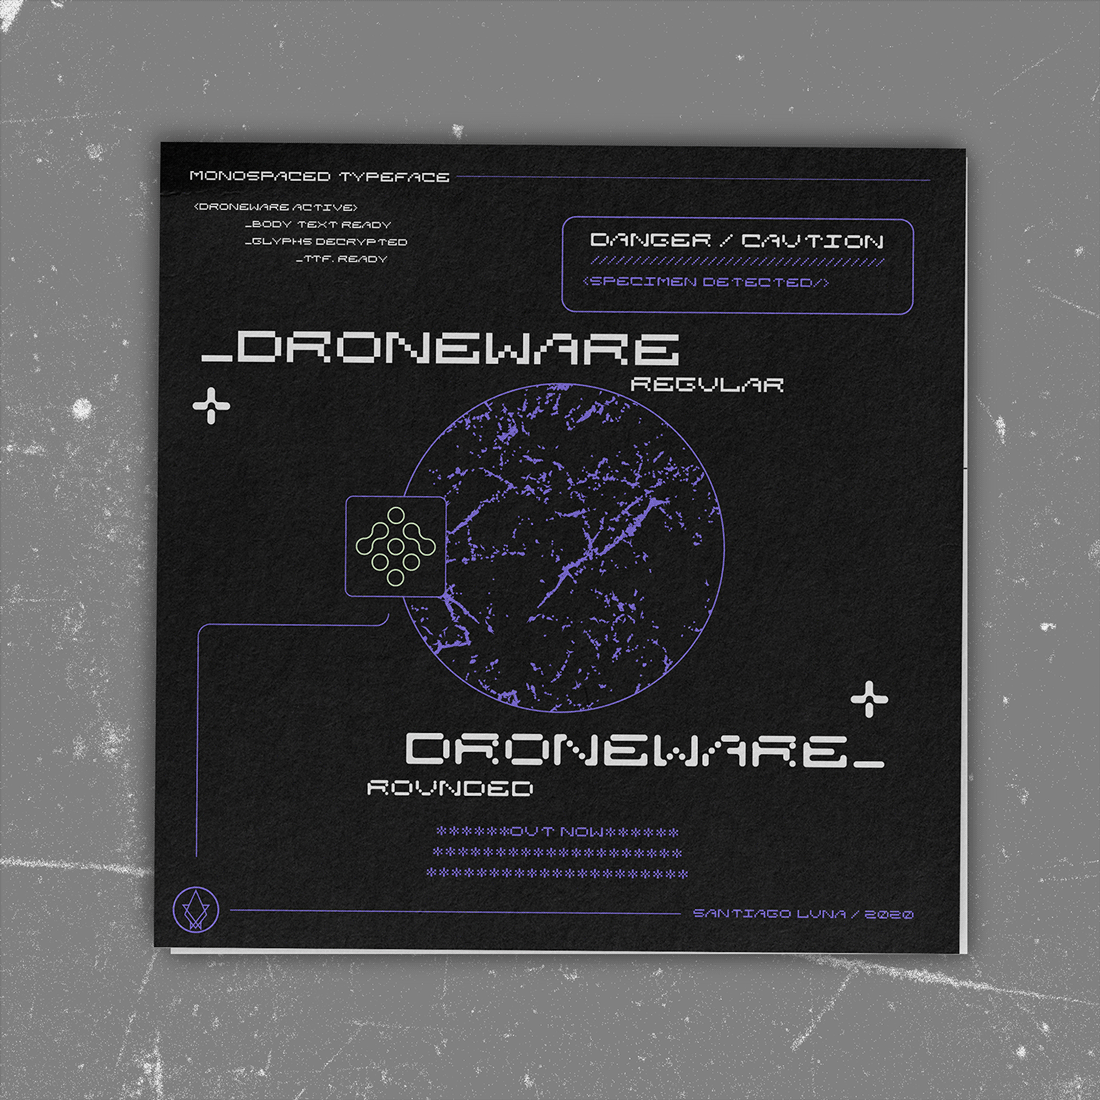 MONOSPACED TYPEFACE
<DRONEWARE ACTIVE>
_BODY TEXT READY
_GLYPHS DECRYPTED
_TTF. READY
DANGER / CAUTION
////////////////////////////////////
<SPECIMEN DETECTED/>
_DRONEWARE
REGULAR
DRONEWARE_
ROUNDED
******OUT NOW******
**********************
***********************
SANTIAGO LUNA / 2020